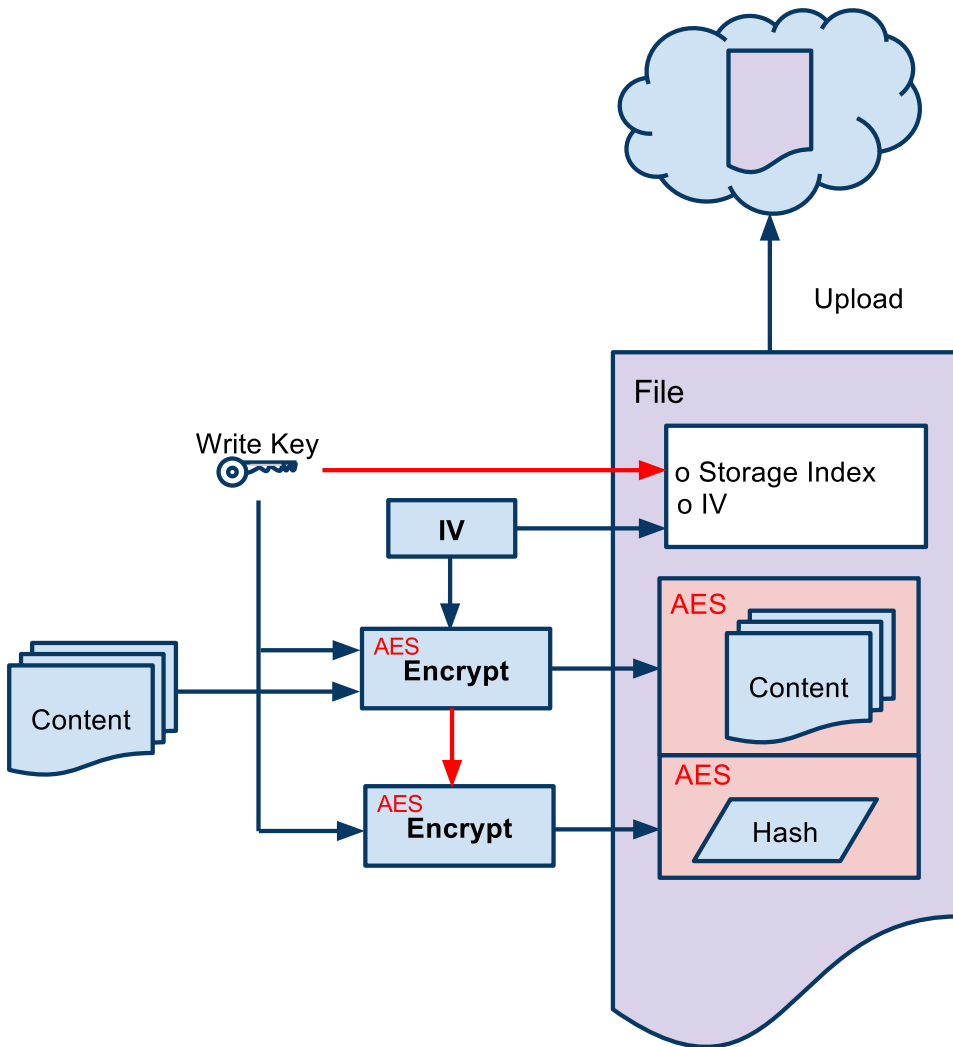 Upload
File
Write Key
o Storage Index
o IV
IV
AES
Encrypt
Content
AES
Content
AES
Encrypt
AES
Hash